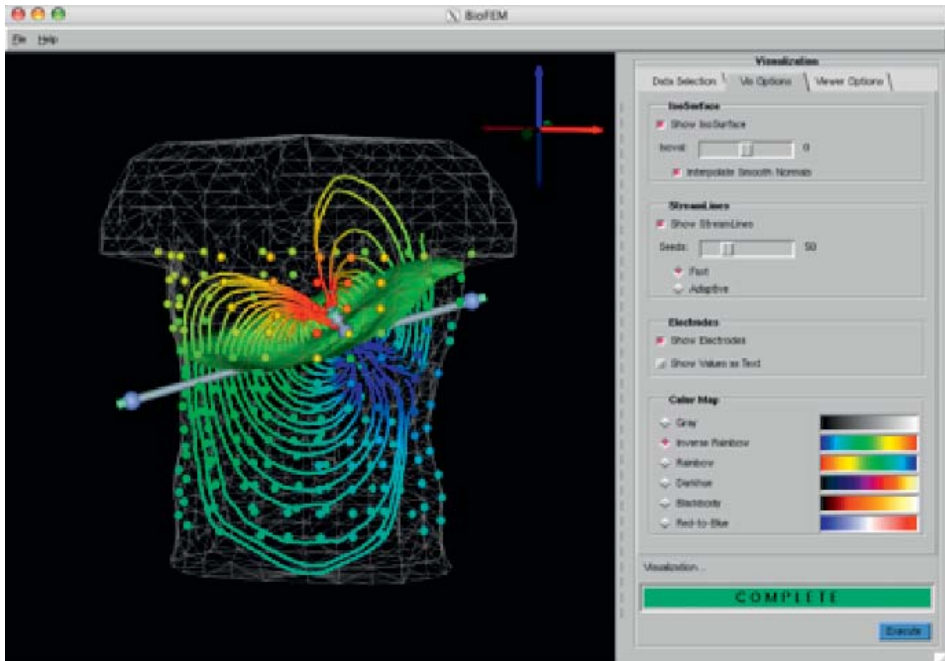 BioFEM
File Help
Visualization
Data Selection Vis Options Viewer Options
IsoSurface
Show IsoSurface
Isoval: 0
Interpolate Smooth Normals
StreamLines
Show StreamLines
Seeds: 50
Fast
Adaptive
Electrodes
Show Electrodes
Show Values as Text
Color Map
Gray
Inverse Rainbow
Rainbow
Darkhue
Blackbody
Red-to-Blue
Visualization...
COMPLETE
Execute